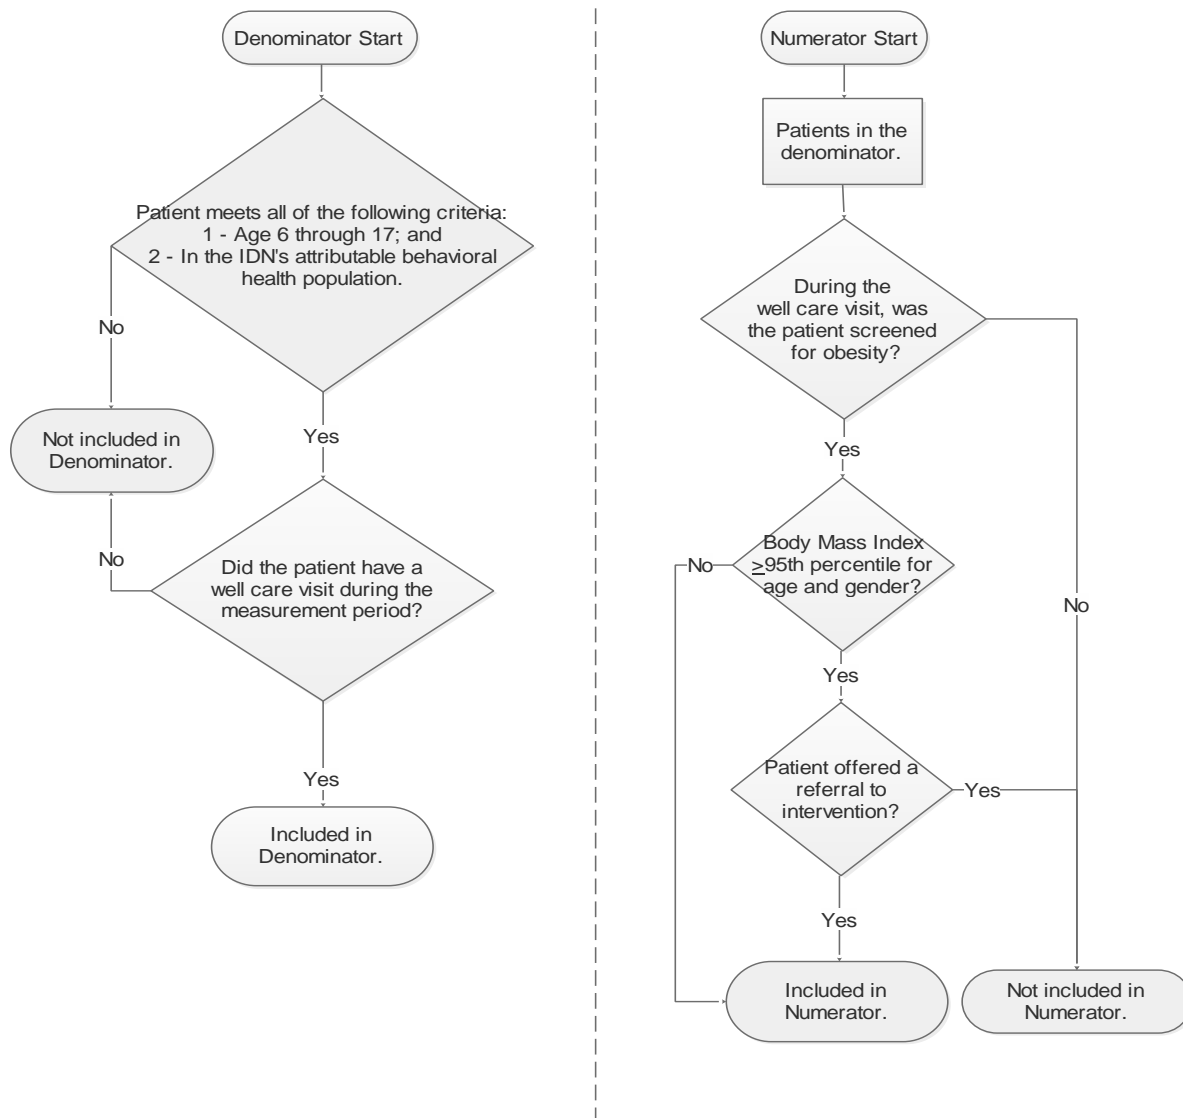 Denominator Start
Patient meets all of the following criteria:
1 - Age 6 through 17; and
2 - In the IDN's attributable behavioral
health population.
No
Not included in
Denominator.
Yes
No
Did the patient have a
well care visit during the
measurement period?
Yes
Included in
Denominator.
Numerator Start
Patients in the
denominator.
During the
well care visit, was
the patient screened
for obesity?
Yes
No
Body Mass Index
≥95th percentile for
age and gender?
No
Yes
Patient offered a
referral to
intervention?
Yes
Yes
Included in
Numerator.
Not included in
Numerator.